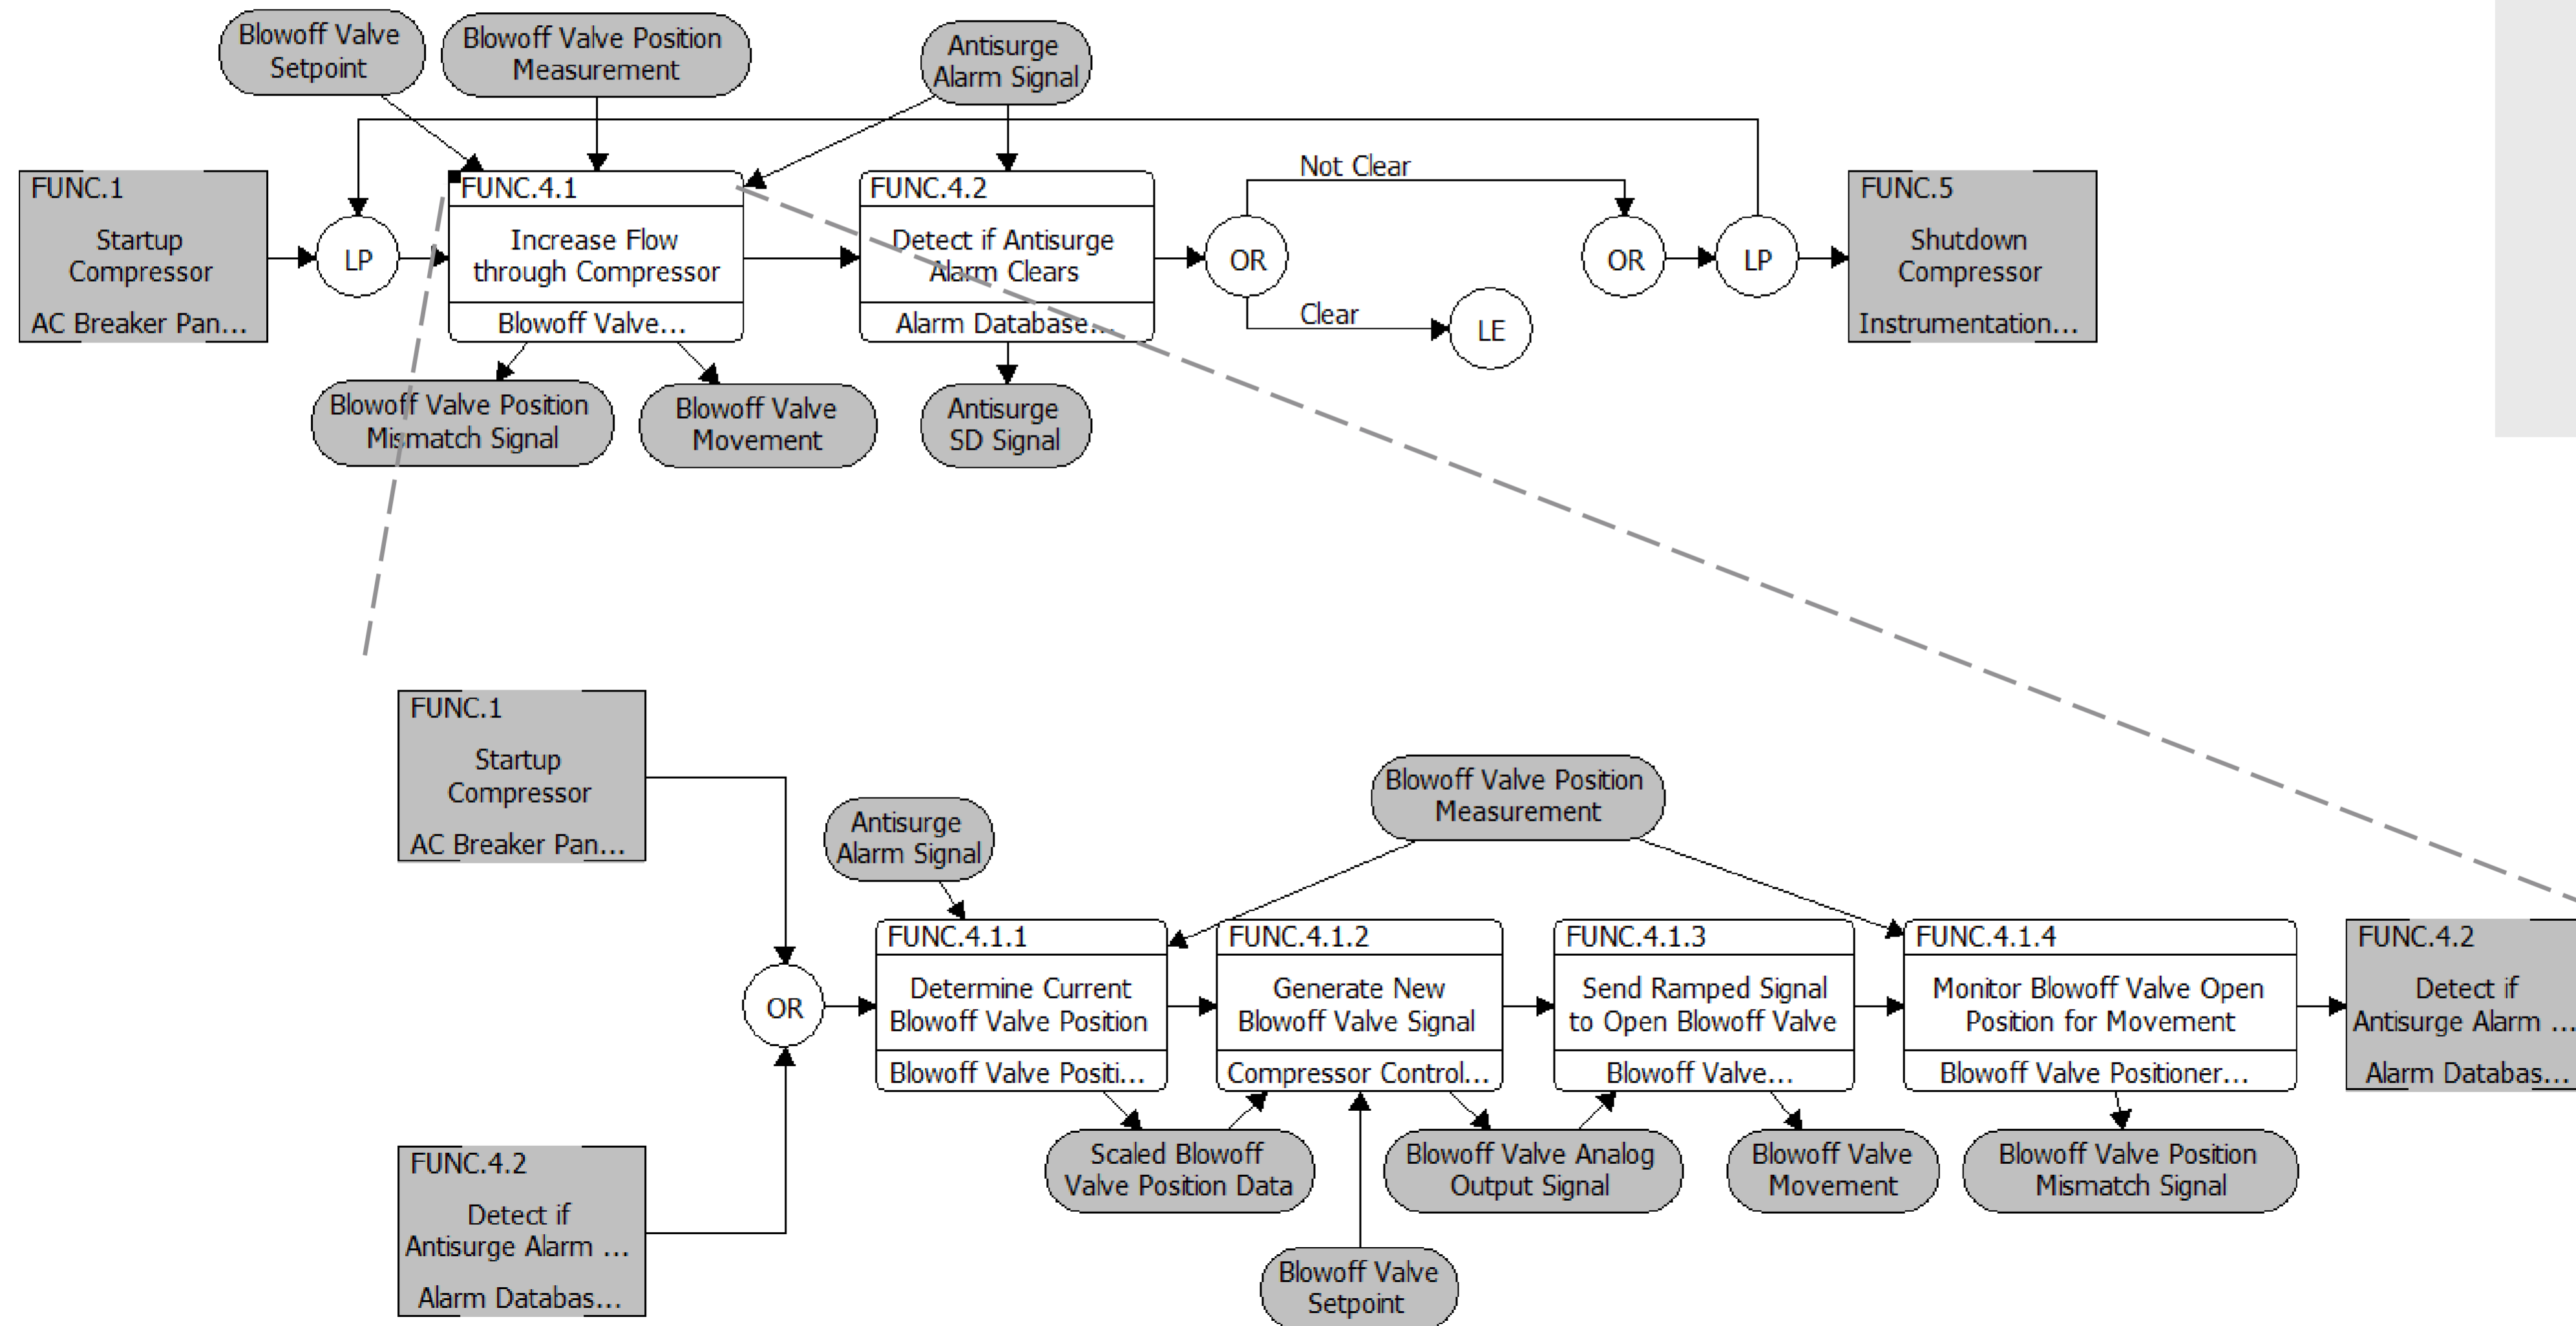 Blowoff Valve
Setpoint
Blowoff Valve Position
Measurement
Antisurge
Alarm Signal
FUNC.1
Startup
Compressor
AC Breaker Pan...
LP
FUNC.4.1
Increase Flow
through Compressor
Blowoff Valve...
FUNC.4.2
Detect if Antisurge
Alarm Clears
Alarm Database...
OR
Not Clear
Clear
LE
OR
LP
FUNC.5
Shutdown
Compressor
Instrumentation...
Blowoff Valve Position
Mismatch Signal
Blowoff Valve
Movement
Antisurge
SD Signal
FUNC.1
Startup
Compressor
AC Breaker Pan...
Antisurge
Alarm Signal
Blowoff Valve Position
Measurement
OR
FUNC.4.1.1
Determine Current
Blowoff Valve Position
Blowoff Valve Positi...
FUNC.4.1.2
Generate New
Blowoff Valve Signal
Compressor Control...
FUNC.4.1.3
Send Ramped Signal
to Open Blowoff Valve
Blowoff Valve...
FUNC.4.1.4
Monitor Blowoff Valve Open
Position for Movement
Blowoff Valve Positioner...
FUNC.4.2
Detect if
Antisurge Alarm ...
Alarm Databas...
FUNC.4.2
Detect if
Antisurge Alarm ...
Alarm Databas...
Scaled Blowoff
Valve Position Data
Blowoff Valve Analog
Output Signal
Blowoff Valve
Movement
Blowoff Valve Position
Mismatch Signal
Blowoff Valve
Setpoint